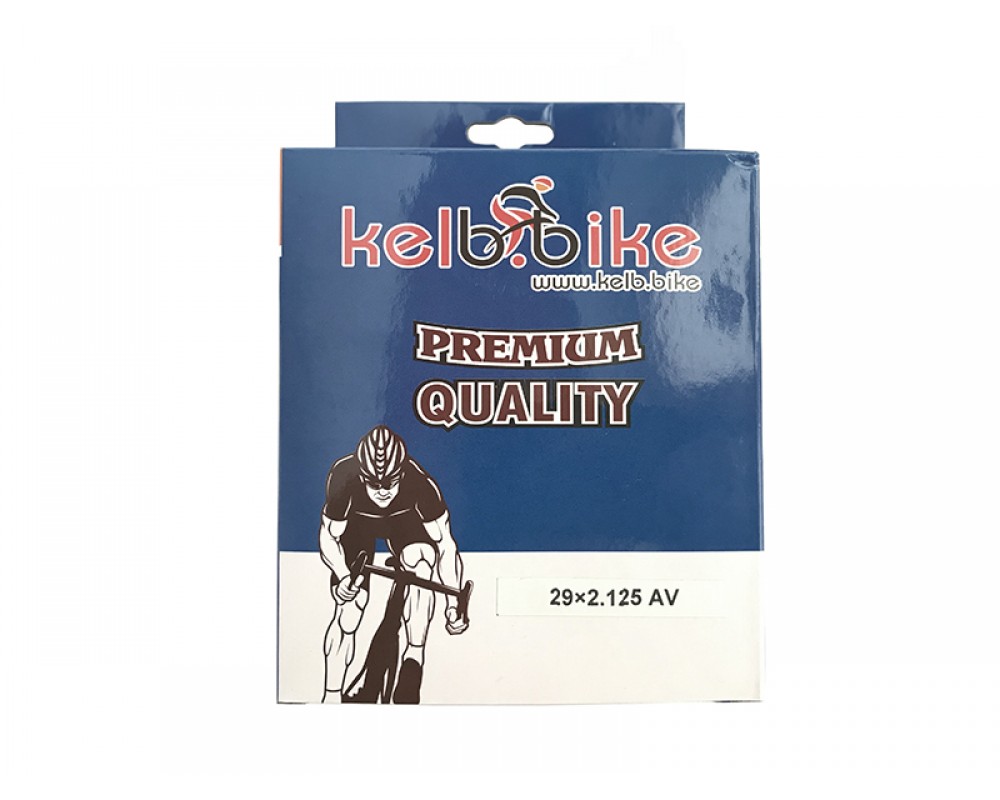 kelb.bike
www.kelb.bike
PREMIUM
QUALITY
29×2.125 AV